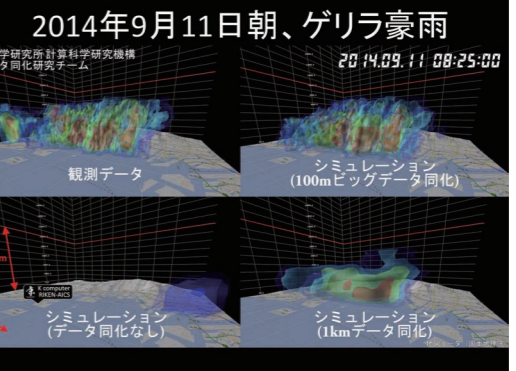 2014年9月11日朝、ゲリラ豪雨
学研究所計算科学研究機構
タ同化研究チーム
2014.09.11 08:25:00
観測データ
シミュレーション
(100mビッグデータ同化)
K computer
RIKEN-AICS
シミュレーション
(データ同化なし)
シミュレーション
(1kmデータ同化)